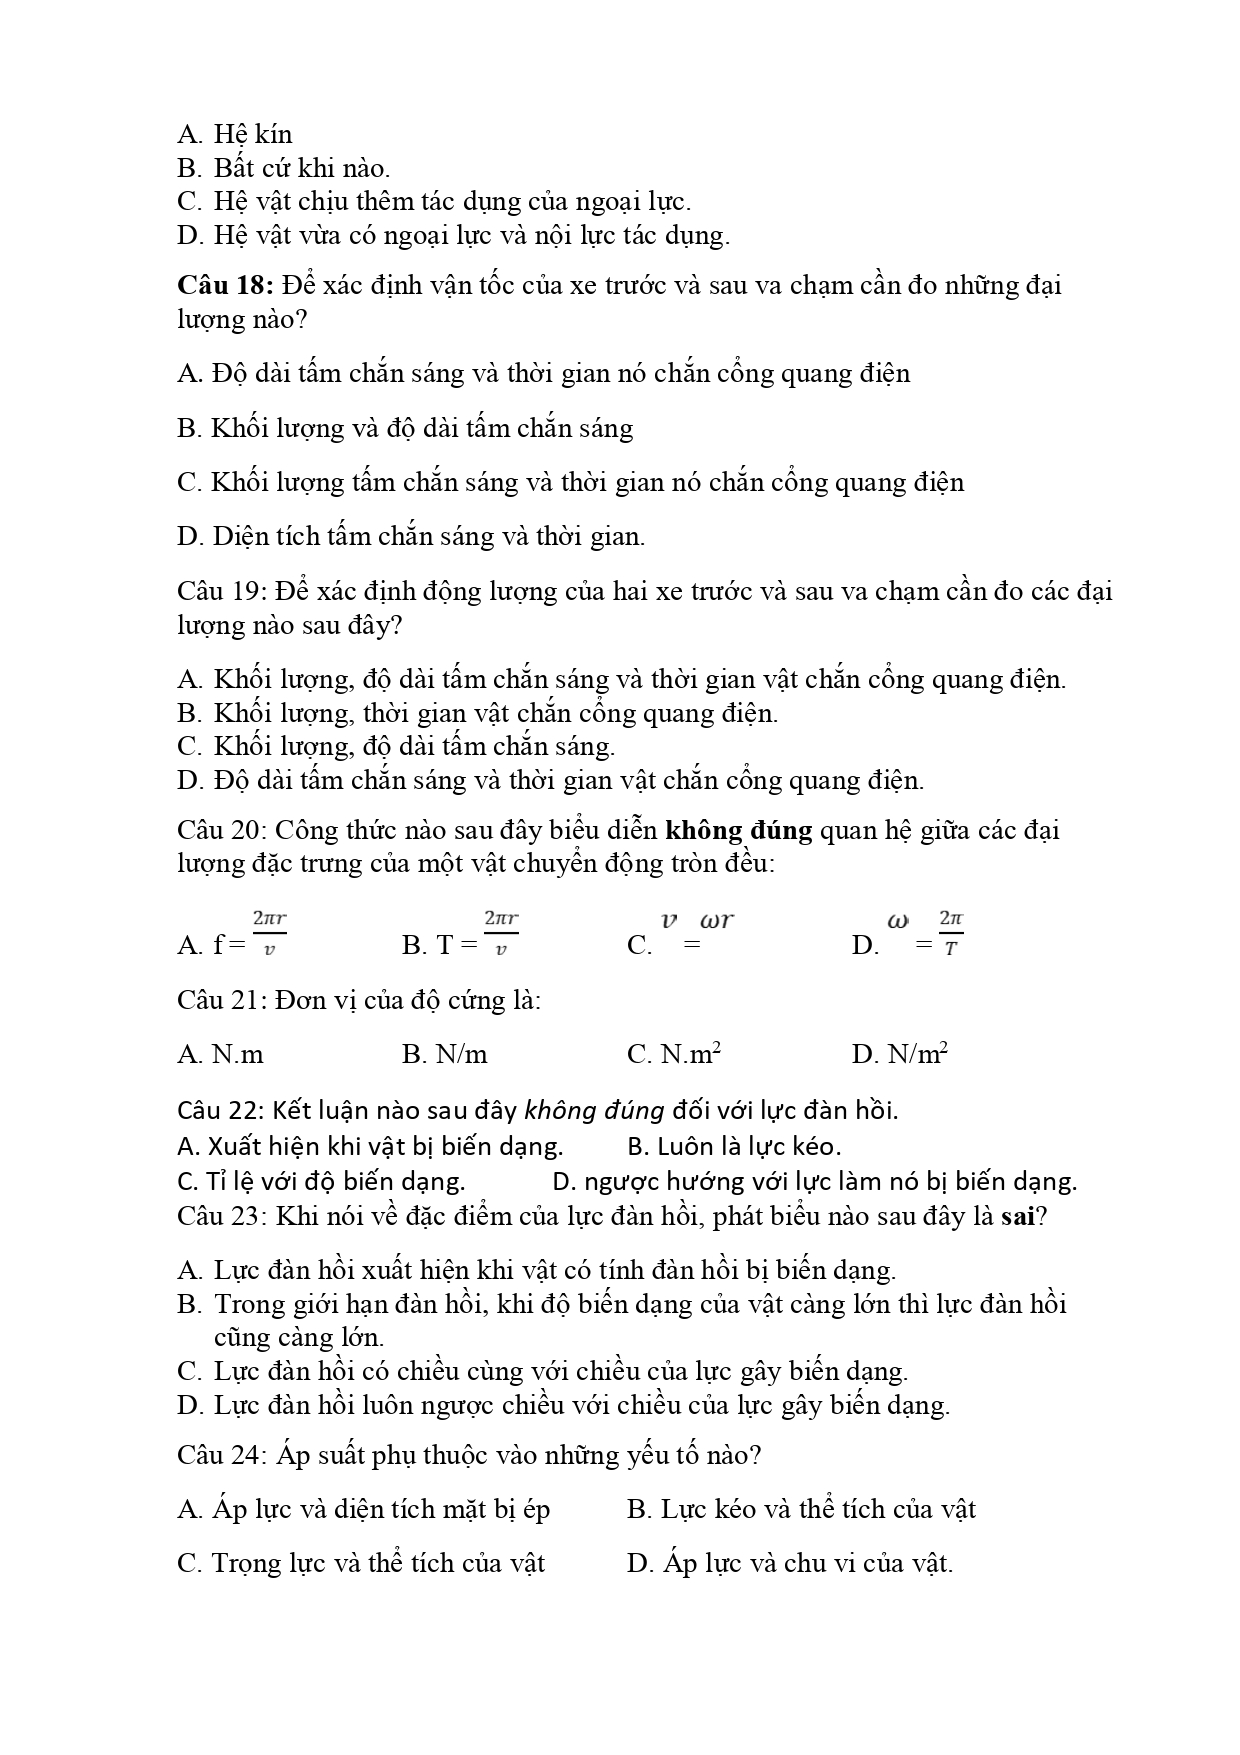 A. Hệ kín
B. Bất cứ khi nào.
C. Hệ vật chịu thêm tác dụng của ngoại lực.
D. Hệ vật vừa có ngoại lực và nội lực tác dụng.
Câu 18: Để xác định vận tốc của xe trước và sau va chạm cần đo những đại
lượng nào?
A. Độ dài tấm chắn sáng và thời gian nó chắn cổng quang điện
B. Khối lượng và độ dài tấm chắn sáng
C. Khối lượng tấm chắn sáng và thời gian nó chắn cổng quang điện
D. Diện tích tấm chắn sáng và thời gian.
Câu 19: Để xác định động lượng của hai xe trước và sau va chạm cần đo các đại
lượng nào sau đây?
A. Khối lượng, độ dài tấm chắn sáng và thời gian vật chắn cổng quang điện.
B. Khối lượng, thời gian vật chắn cổng quang điện.
C. Khối lượng, độ dài tấm chắn sáng.
D. Độ dài tấm chắn sáng và thời gian vật chắn cổng quang điện.
Câu 20: Công thức nào sau đây biểu diễn không đúng quan hệ giữa các đại
lượng đặc trưng của một vật chuyển động tròn đều:
A. f = 2πr/v B. T = 2πr/v C. v = ωr D. ω = 2π/T
Câu 21: Đơn vị của độ cứng là:
A. N.m B. N/m C. N.m² D. N/m²
Câu 22: Kết luận nào sau đây không đúng đối với lực đàn hồi.
A. Xuất hiện khi vật bị biến dạng. B. Luôn là lực kéo.
C. Tỉ lệ với độ biến dạng. D. ngược hướng với lực làm nó bị biến dạng.
Câu 23: Khi nói về đặc điểm của lực đàn hồi, phát biểu nào sau đây là sai?
A. Lực đàn hồi xuất hiện khi vật có tính đàn hồi bị biến dạng.
B. Trong giới hạn đàn hồi, khi độ biến dạng của vật càng lớn thì lực đàn hồi
cũng càng lớn.
C. Lực đàn hồi có chiều cùng với chiều của lực gây biến dạng.
D. Lực đàn hồi luôn ngược chiều với chiều của lực gây biến dạng.
Câu 24: Áp suất phụ thuộc vào những yếu tố nào?
A. Áp lực và diện tích mặt bị ép B. Lực kéo và thể tích của vật
C. Trọng lực và thể tích của vật D. Áp lực và chu vi của vật.